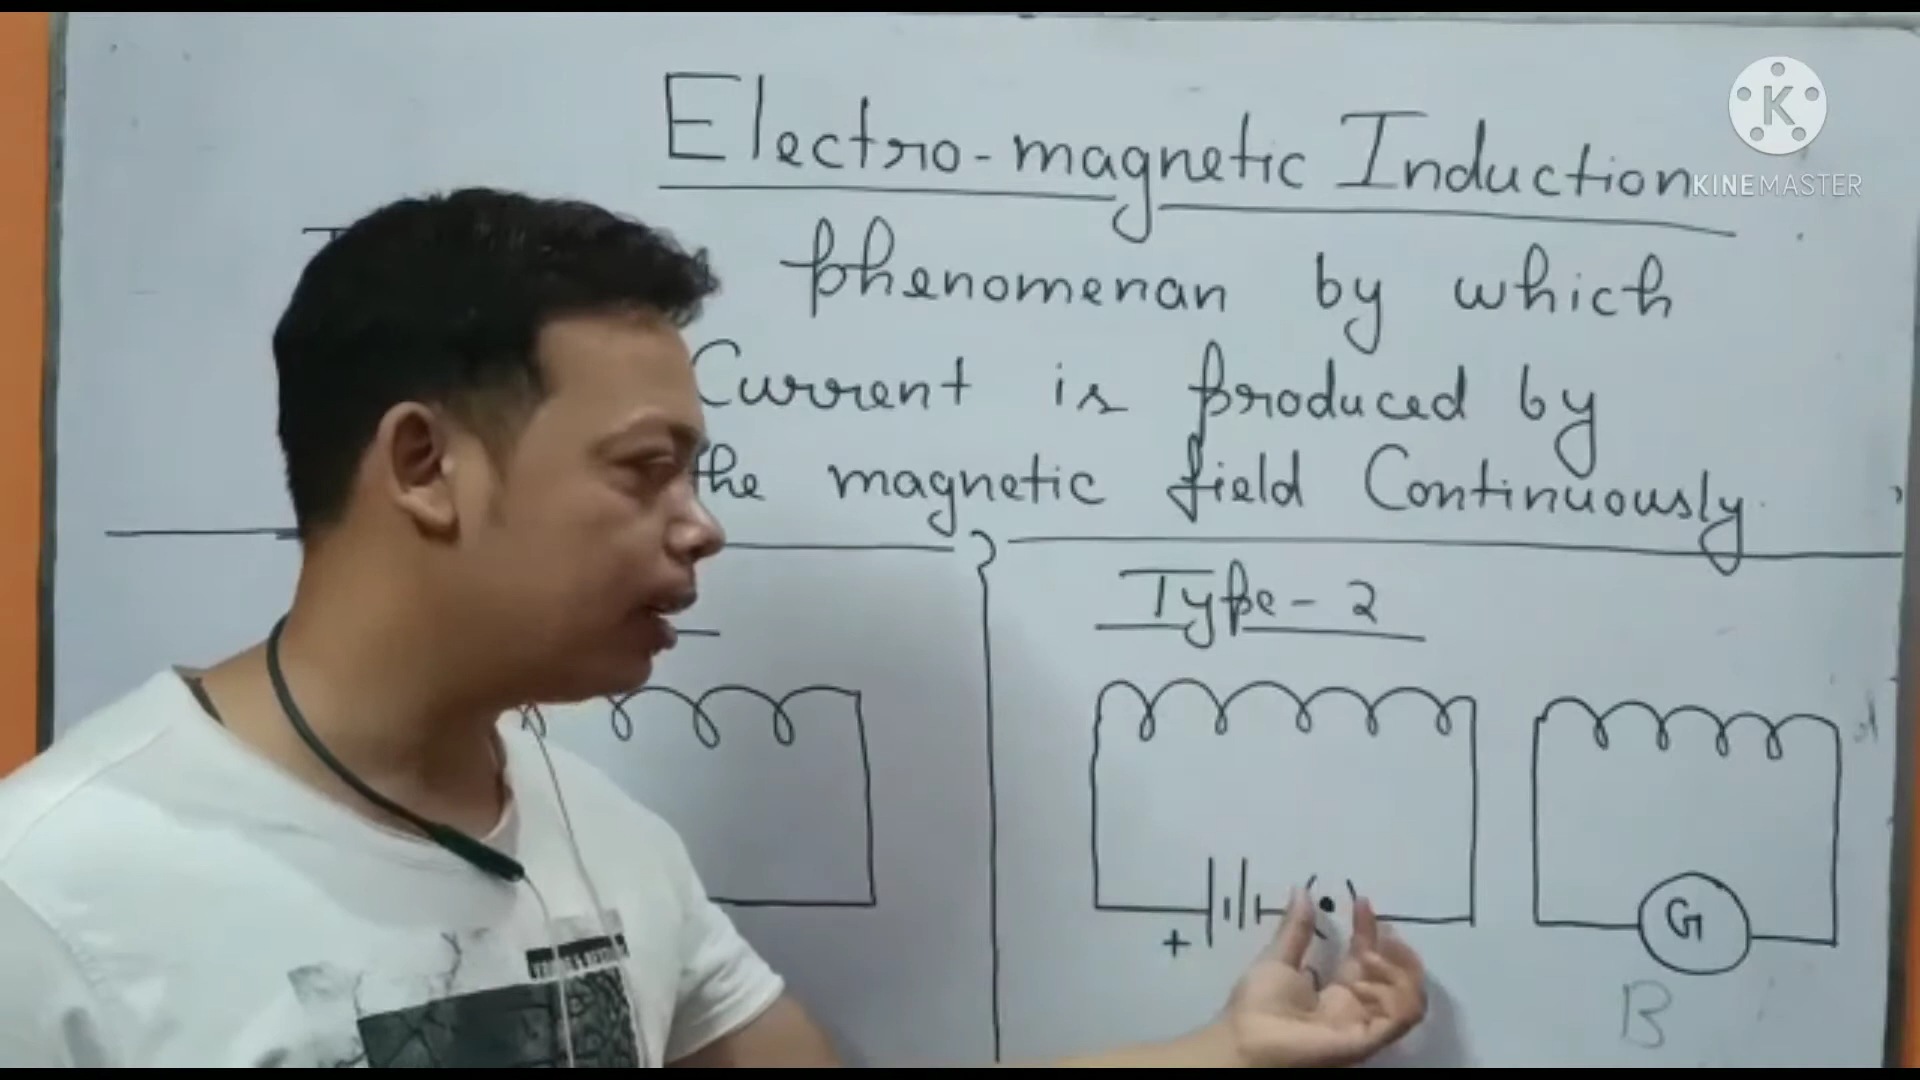 Electro-magnetic Induction
KINEMASTER
phenomenan by which
Current is produced by
the magnetic field Continuously
Type-2
+
G
B